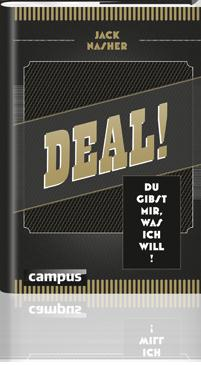 JACK
NASHER
DEAL!
DU
GIBST
MIR,
WAS
ICH
WILL
!
campus